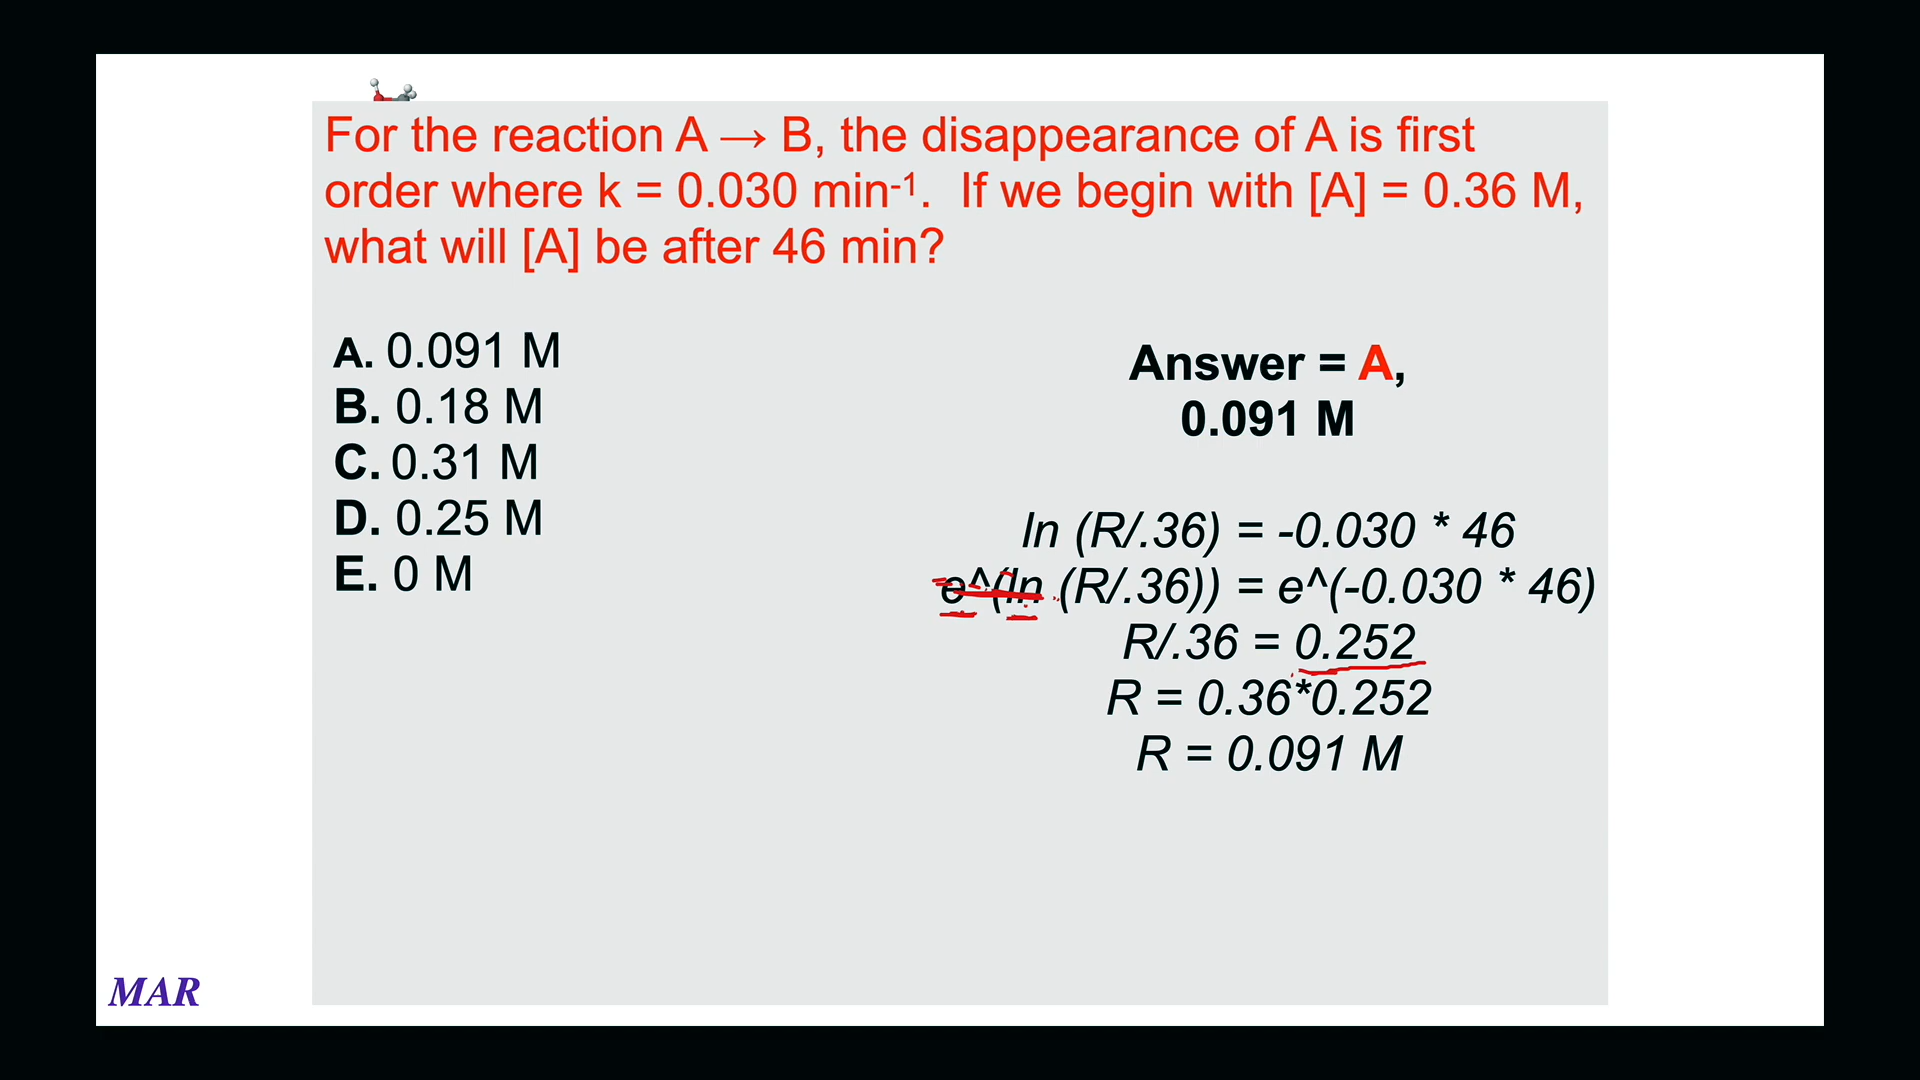 For the reaction A → B, the disappearance of A is first
order where k = 0.030 min-1. If we begin with [A] = 0.36 M,
what will [A] be after 46 min?
A. 0.091 M
B. 0.18 M
C. 0.31 M
D. 0.25 M
E. 0 M
Answer = A,
0.091 M
ln (R/.36) = -0.030 * 46
e^(ln (R/.36)) = e^(-0.030 * 46)
R/.36 = 0.252
R = 0.36*0.252
R = 0.091 M
MAR